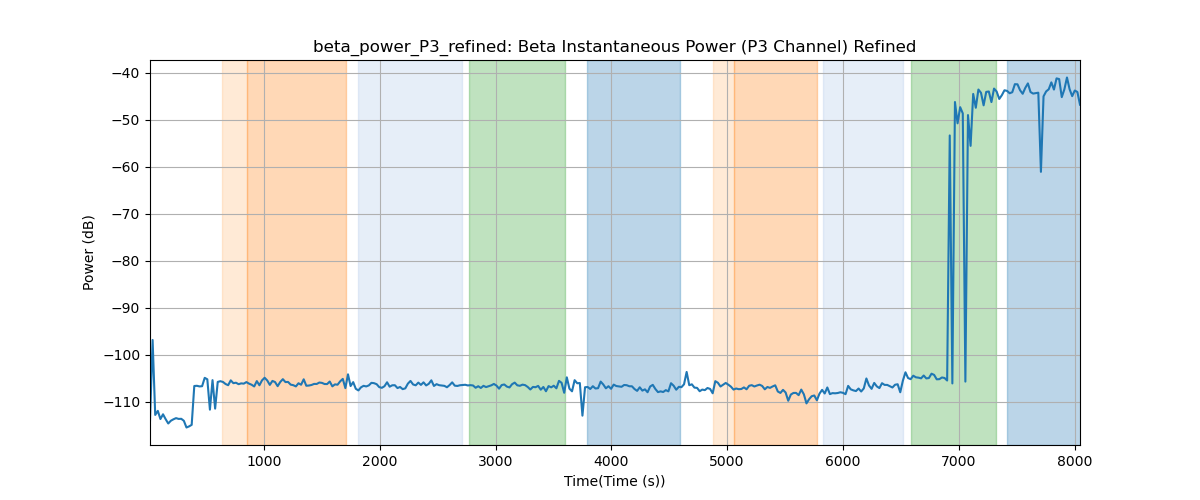 beta_power_P3_refined: Beta Instantaneous Power (P3 Channel) Refined
−40
−50
−60
−70
−80
−90
−100
−110
Power (dB)
1000 2000 3000 4000 5000 6000 7000 8000
Time(Time (s))